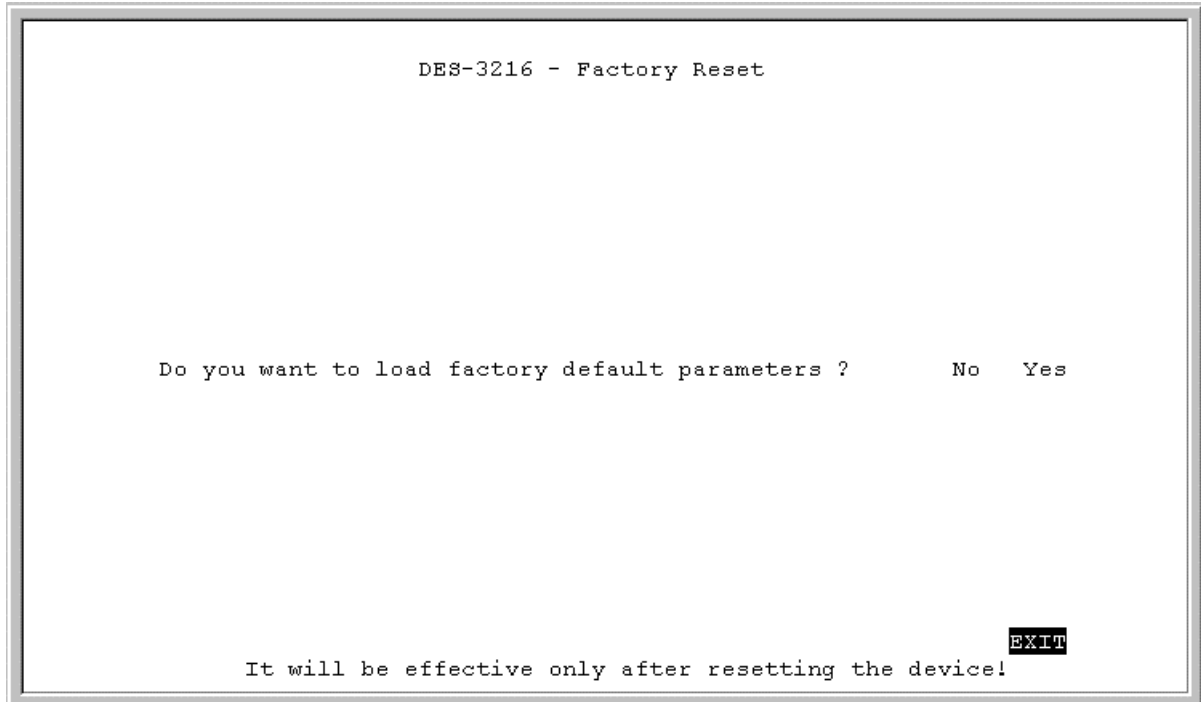 DES-3216 - Factory Reset
Do you want to load factory default parameters ? No Yes
EXIT
It will be effective only after resetting the device!